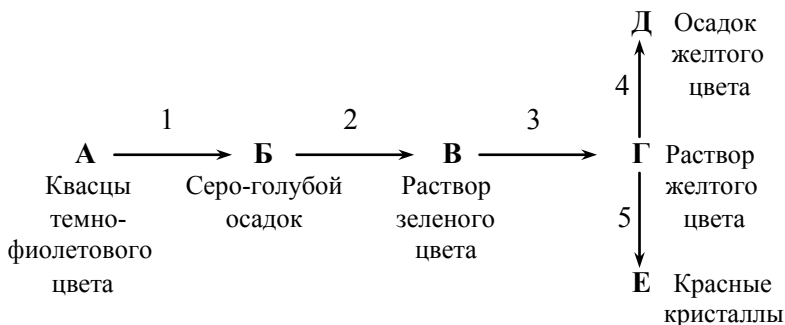 Д Осадок
желтого
цвета
1 2 3 4
А Б В Г Раствор
желтого
цвета
Квасцы
темно-
фиолетового
цвета
Серо-голубой
осадок
Раствор
зеленого
цвета
5
Е Красные
кристаллы